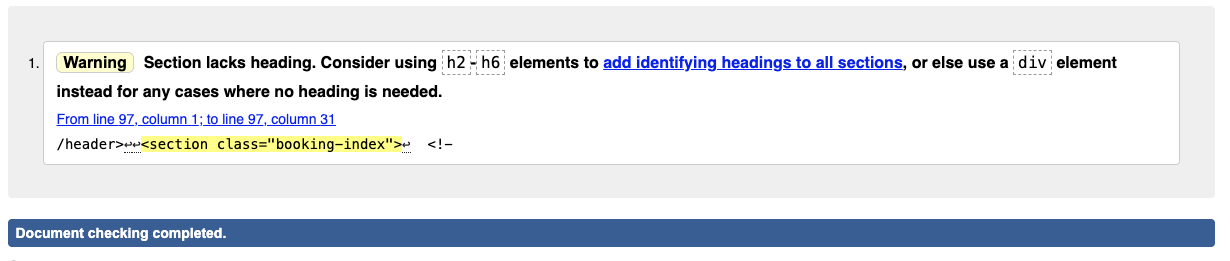 1. Warning Section lacks heading. Consider using h2-h6 elements to add identifying headings to all sections, or else use a div element
instead for any cases where no heading is needed.
From line 97, column 1; to line 97, column 31
/header>↩↩<section class="booking-index">↩  <!-
Document checking completed.